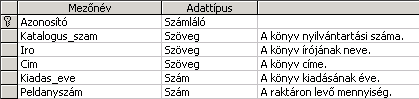 Mezőnév Adattípus
Azonosító Számláló
Katalogus_szam Szöveg A könyv nyilvántartási száma.
Iro Szöveg A könyv írójának neve.
Cim Szöveg A könyv címe.
Kiadas_eve Szám A könyv kiadásának éve.
Peldanyszám Szám A raktáron levő mennyiség.